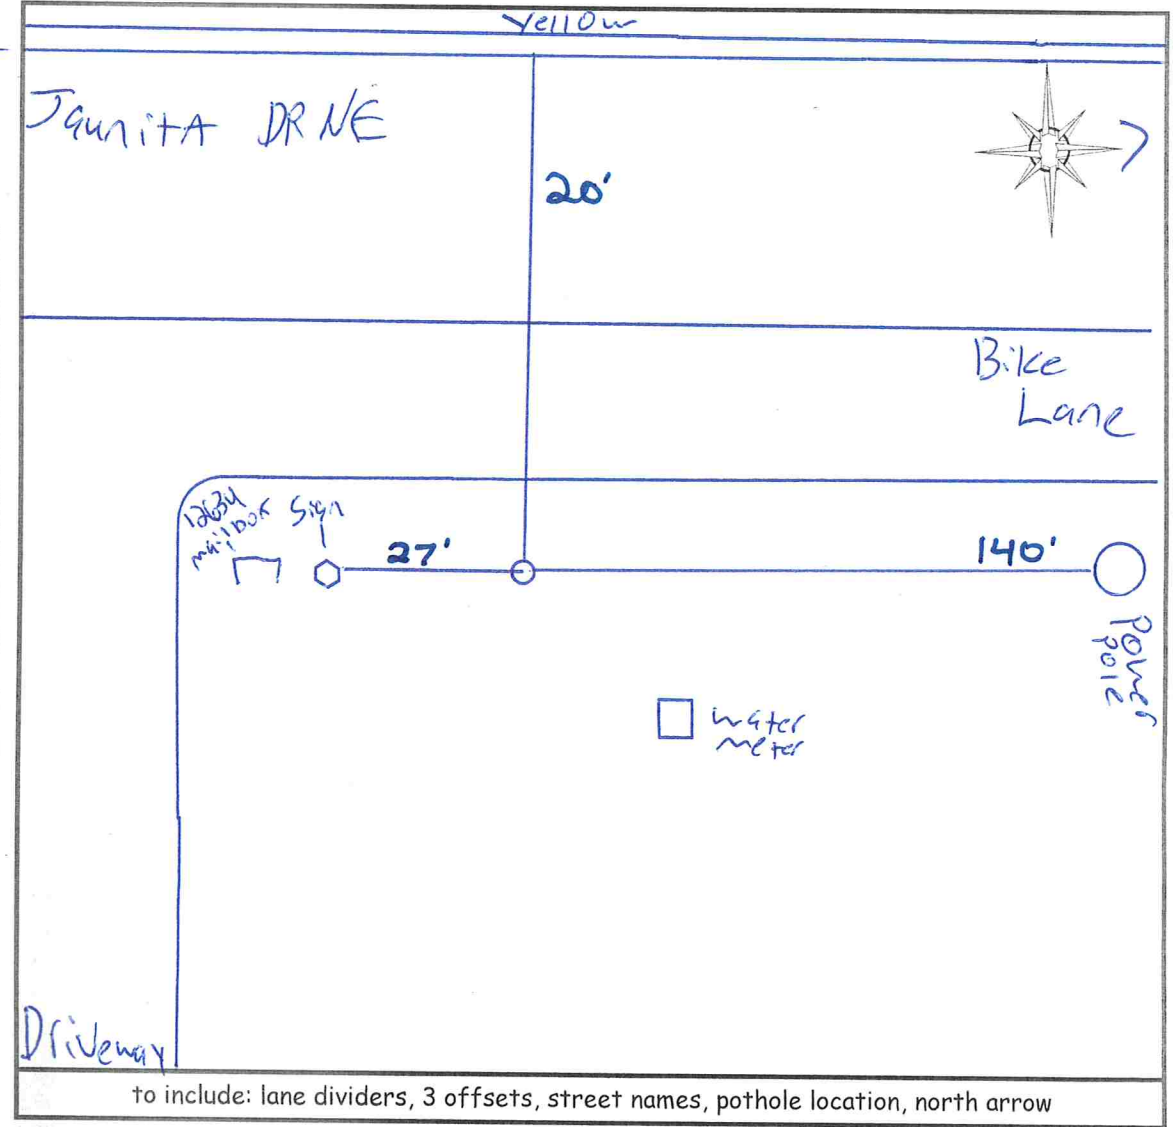 Yellow
Jaunita DR NE
20'
Bike
Lane
12634
mailbox
Sign
27'
140'
Power
pole
water
meter
Driveway
to include: lane dividers, 3 offsets, street names, pothole location, north arrow